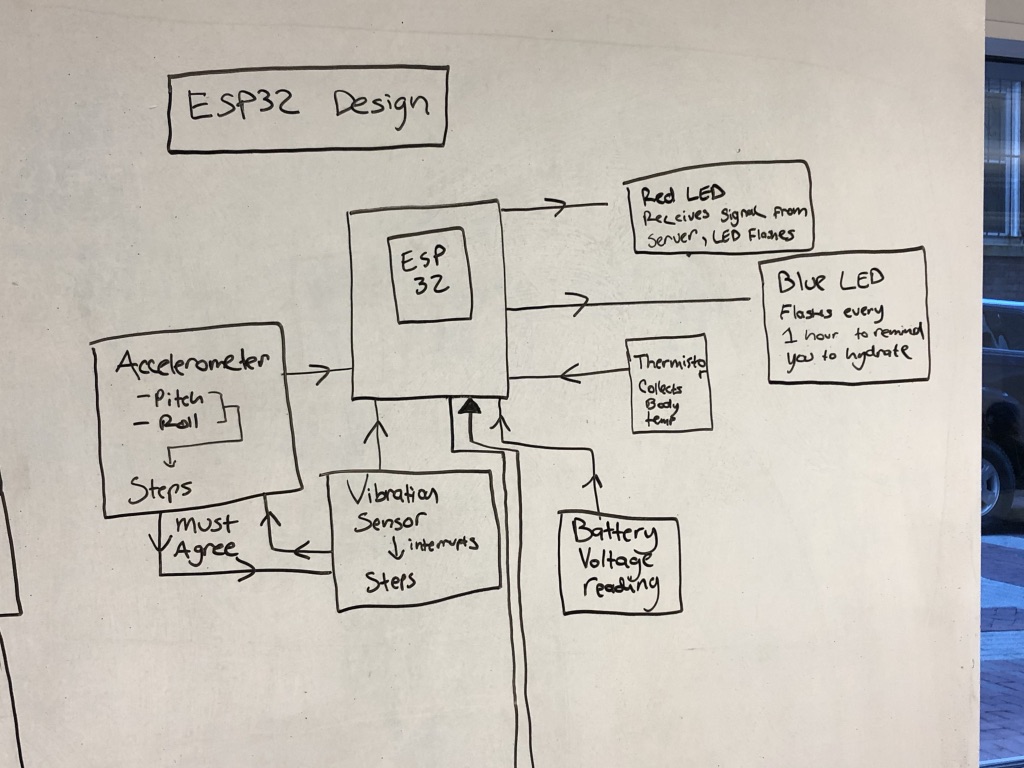 ESP32 Design
ESP
32
Red LED
Receives signal from
server, LED Flashes
Blue LED
Flashes every
1 hour to remind
you to hydrate
Thermistor
Collects
Body
temp
Accelerometer
- Pitch
- Roll
Steps
must
Agree
Vibration
Sensor
interrupts
Steps
Battery
Voltage
reading